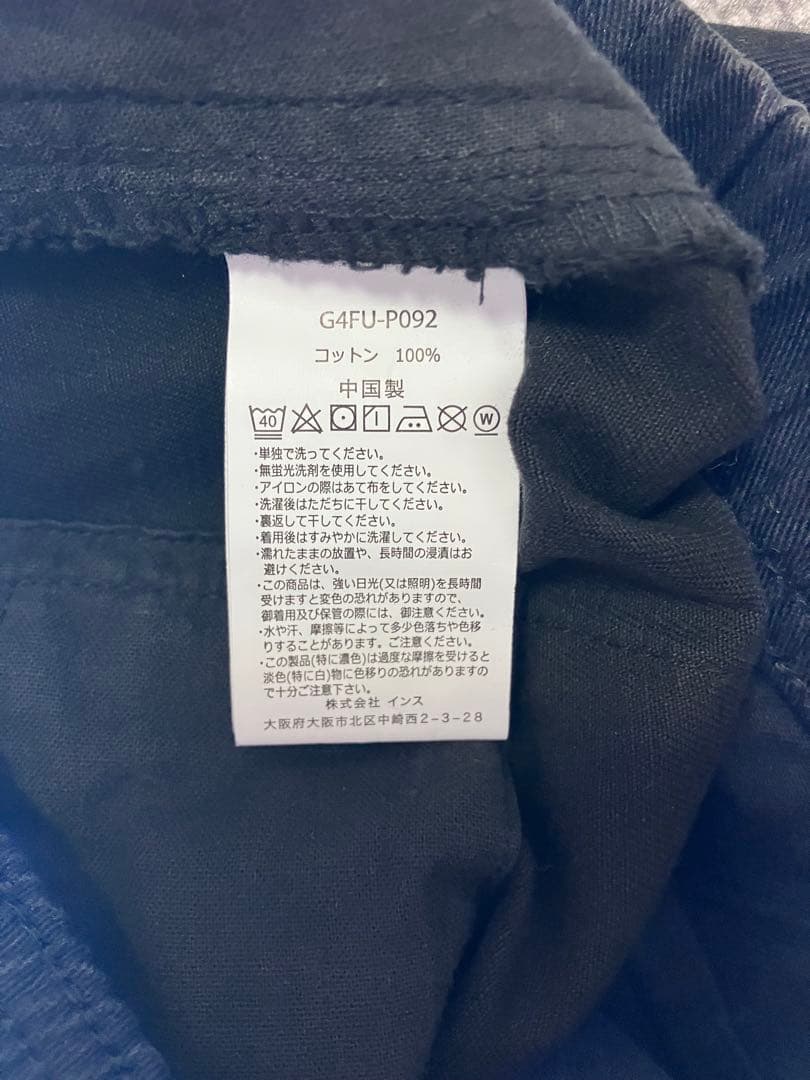 G4FU-P092
コットン 100%
中国製
40 W
・単独で洗ってください。
・無蛍光洗剤を使用してください。
・アイロンの際はあて布をしてください。
・洗濯後はただちに干してください。
・裏返して干してください。
・着用後はすみやかに洗濯してください。
・濡れたままの放置や、長時間の浸漬はお
避けください。
・この商品は、強い日光(又は照明)を長時間
受けますと変色の恐れがありますので、
御着用及び保管の際には、御注意ください。
・水や汗、摩擦等によって多少色落ちや色移
りすることがあります。ご注意ください。
・この製品(特に濃色)は過度な摩擦を受けると
淡色(特に白)物に色移りの恐れがありますの
で十分ご注意下さい。
株式会社 インス
大阪府大阪市北区中崎西2-3-28